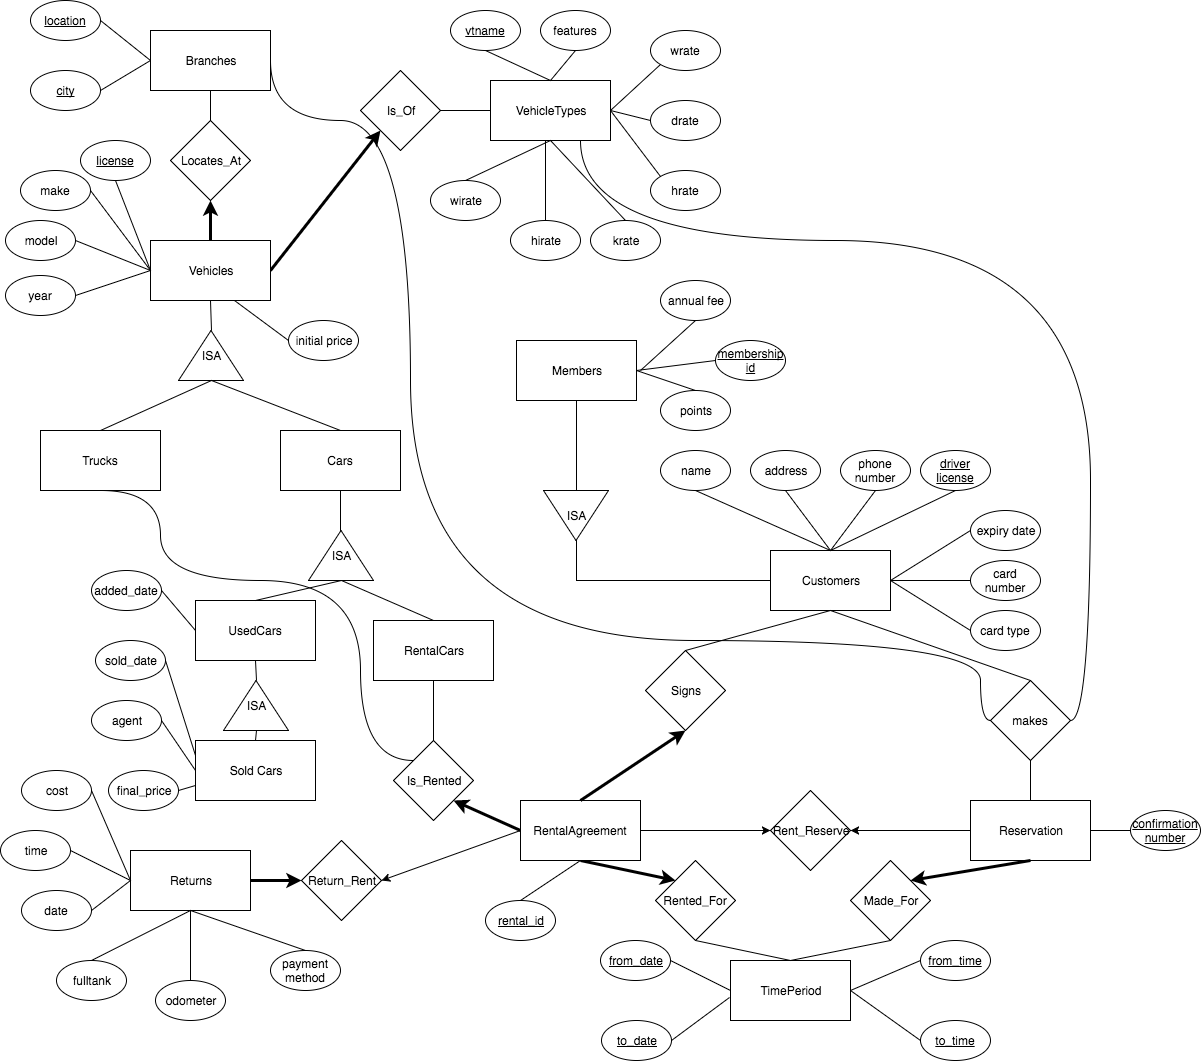 location
Branches
city
vtname
features
wrate
Is_Of
VehicleTypes
drate
hrate
wirate
hirate
krate
Locates_At
license
make
model
year
Vehicles
initial price
ISA
Trucks
Cars
ISA
annual fee
Members
membership
id
points
name
address
phone
number
driver
license
ISA
Customers
expiry date
card
number
card type
added_date
UsedCars
RentalCars
sold_date
ISA
agent
Sold Cars
final_price
Signs
makes
Is_Rented
cost
time
date
Returns
Return_Rent
fulltank
odometer
payment
method
RentalAgreement
Rent_Reserve
Reservation
confirmation
number
rental_id
Rented_For
Made_For
from_date
from_time
TimePeriod
to_date
to_time